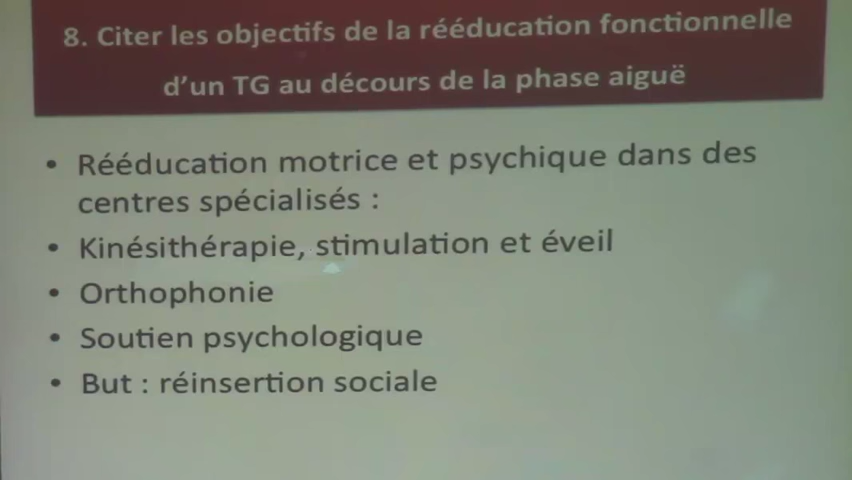 8. Citer les objectifs de la rééducation fonctionnelle
d'un TG au décours de la phase aiguë
• Rééducation motrice et psychique dans des
centres spécialisés :
• Kinésithérapie, stimulation et éveil
• Orthophonie
• Soutien psychologique
• But : réinsertion sociale